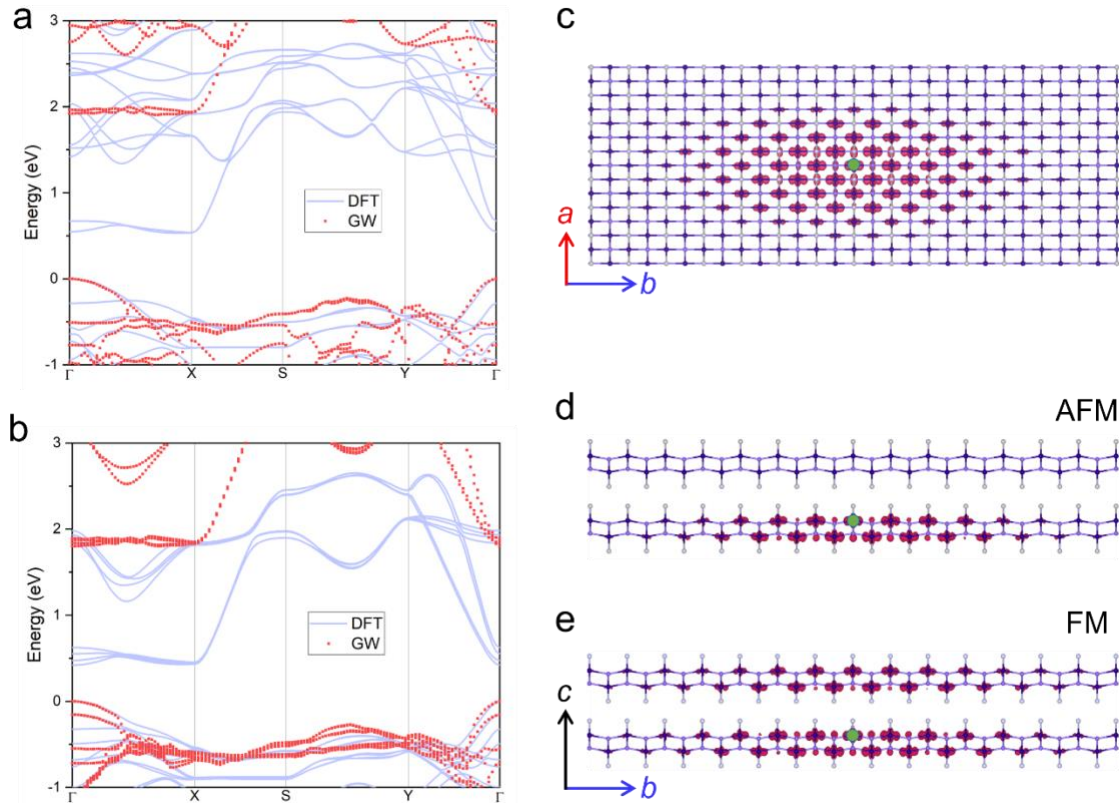 a
3
2
1
0
-1
Energy (eV)
DFT
GW
Γ X S Y Γ
b
3
2
1
0
-1
Energy (eV)
DFT
GW
Γ X S Y Γ
c
a
b
d
AFM
e
FM
c
b